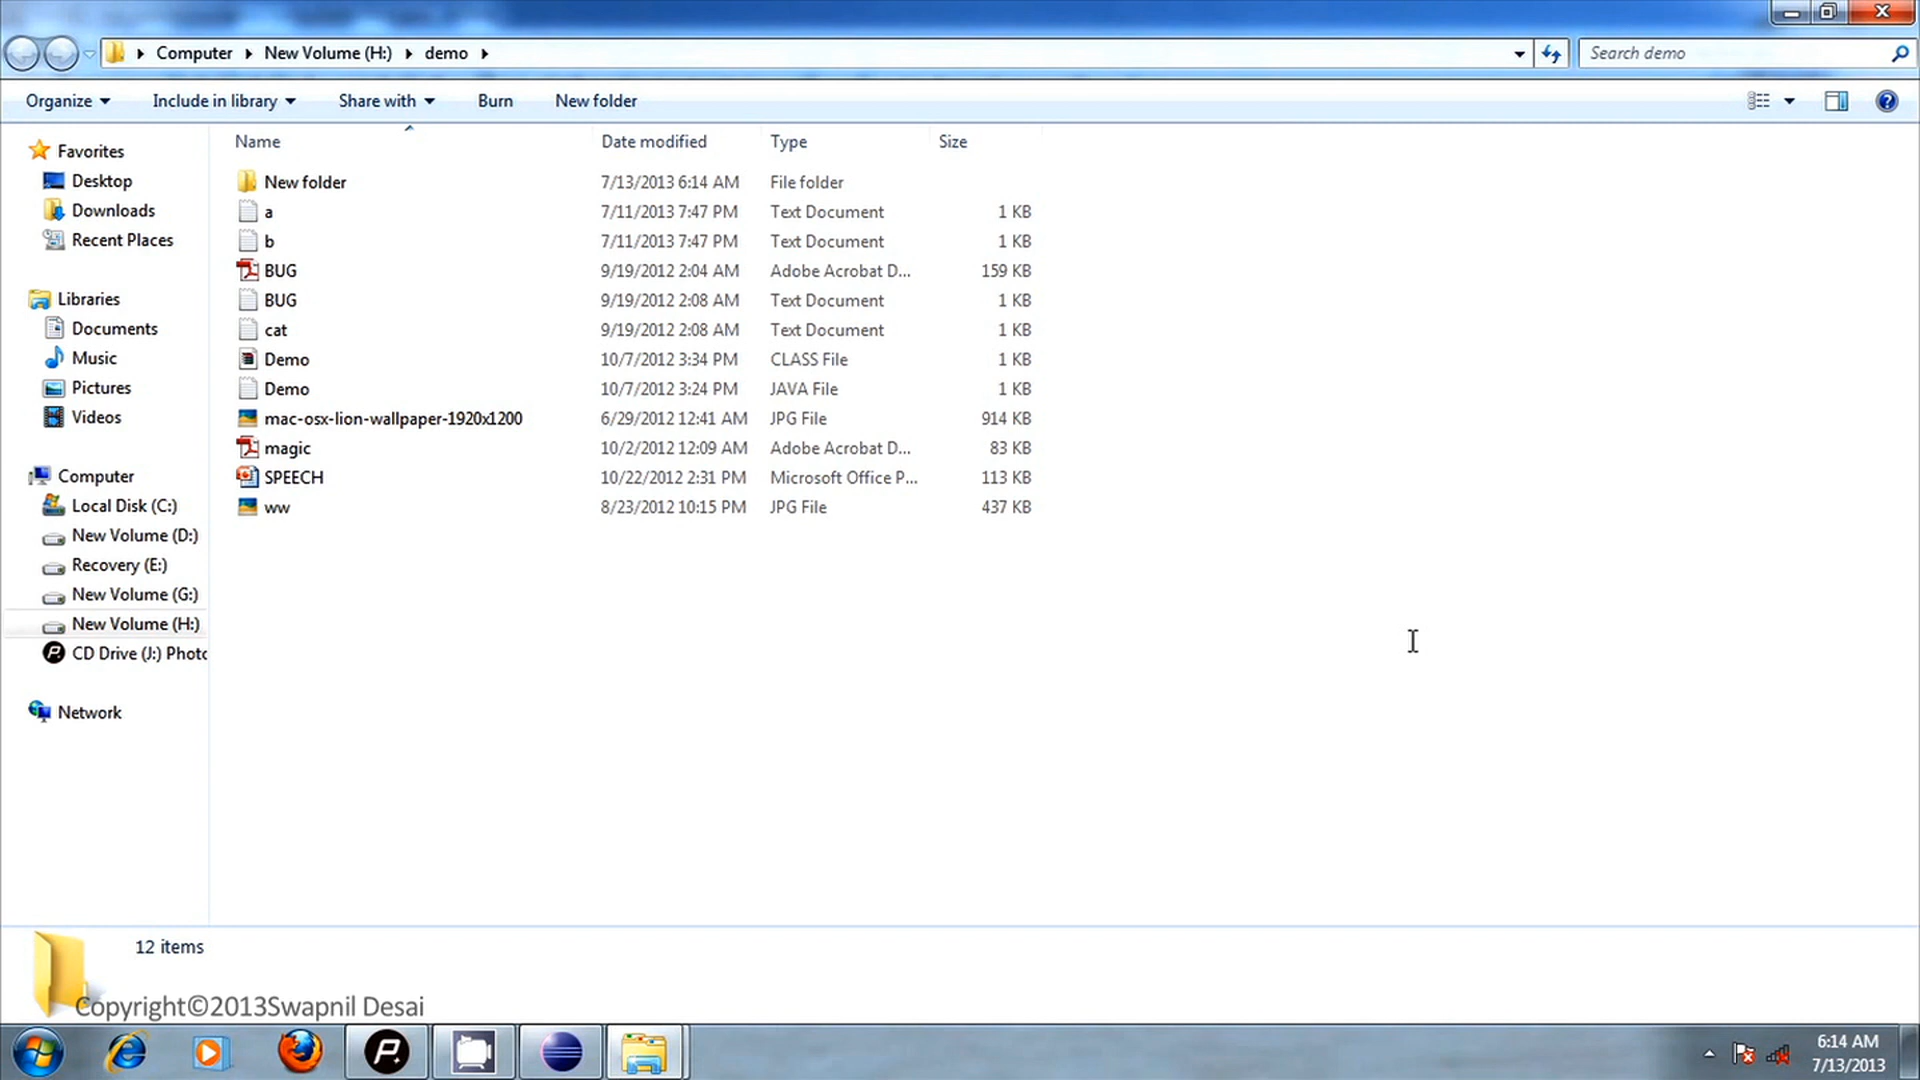 Computer New Volume (H:) demo Search demo
Organize Include in library Share with Burn New folder
Favorites
Desktop
Downloads
Recent Places
Libraries
Documents
Music
Pictures
Videos
Computer
Local Disk (C:)
New Volume (D:)
Recovery (E:)
New Volume (G:)
New Volume (H:)
CD Drive (J:) Photo
Network
Name Date modified Type Size
New folder 7/13/2013 6:14 AM File folder
a 7/11/2013 7:47 PM Text Document 1 KB
b 7/11/2013 7:47 PM Text Document 1 KB
BUG 9/19/2012 2:04 AM Adobe Acrobat D... 159 KB
BUG 9/19/2012 2:08 AM Text Document 1 KB
cat 9/19/2012 2:08 AM Text Document 1 KB
Demo 10/7/2012 3:34 PM CLASS File 1 KB
Demo 10/7/2012 3:24 PM JAVA File 1 KB
mac-osx-lion-wallpaper-1920x1200 6/29/2012 12:41 AM JPG File 914 KB
magic 10/2/2012 12:09 AM Adobe Acrobat D... 83 KB
SPEECH 10/22/2012 2:31 PM Microsoft Office P... 113 KB
ww 8/23/2012 10:15 PM JPG File 437 KB
12 items
Copyright©2013Swapnil Desai
6:14 AM
7/13/2013